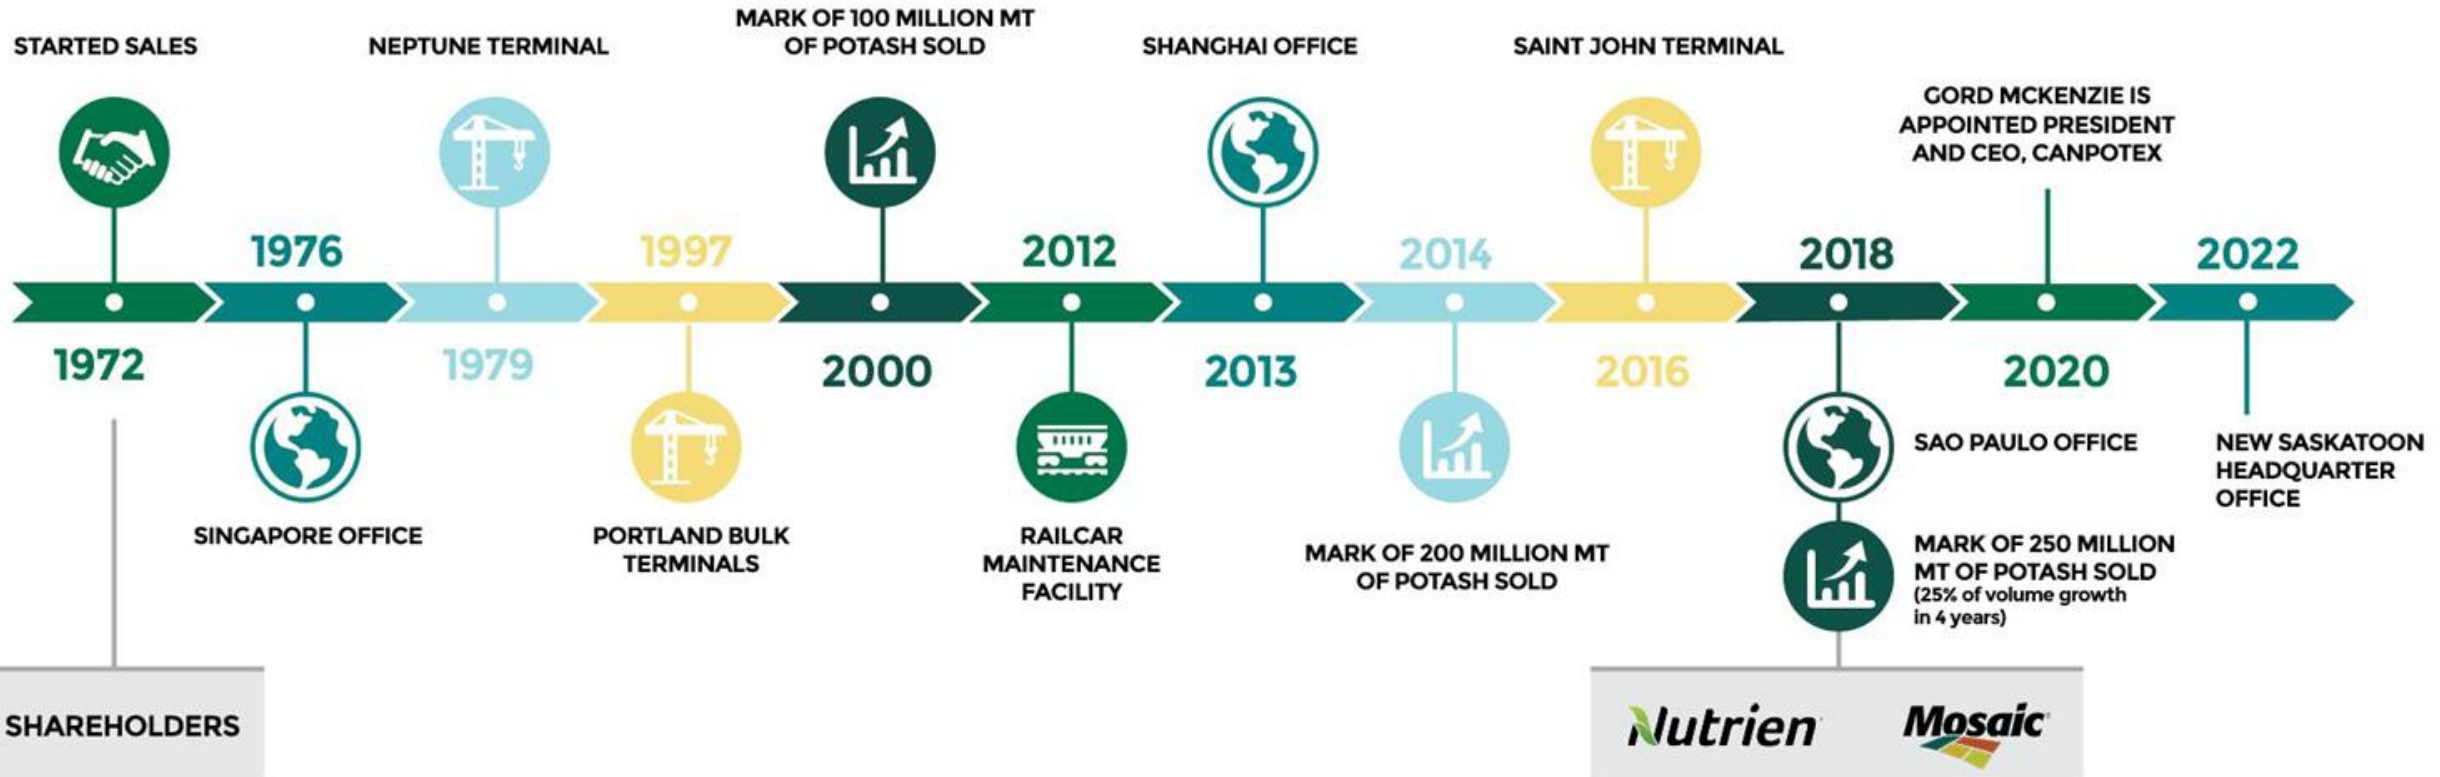 STARTED SALES
1972
1976
SINGAPORE OFFICE
NEPTUNE TERMINAL
1979
1997
PORTLAND BULK
TERMINALS
MARK OF 100 MILLION MT
OF POTASH SOLD
2000
2012
RAILCAR
MAINTENANCE
FACILITY
SHANGHAI OFFICE
2013
2014
MARK OF 200 MILLION MT
OF POTASH SOLD
SAINT JOHN TERMINAL
2016
2018
SAO PAULO OFFICE
MARK OF 250 MILLION
MT OF POTASH SOLD
(25% of volume growth
in 4 years)
GORD MCKENZIE IS
APPOINTED PRESIDENT
AND CEO, CANPOTEX
2020
2022
NEW SASKATOON
HEADQUARTER
OFFICE
SHAREHOLDERS
Nutrien
Mosaic